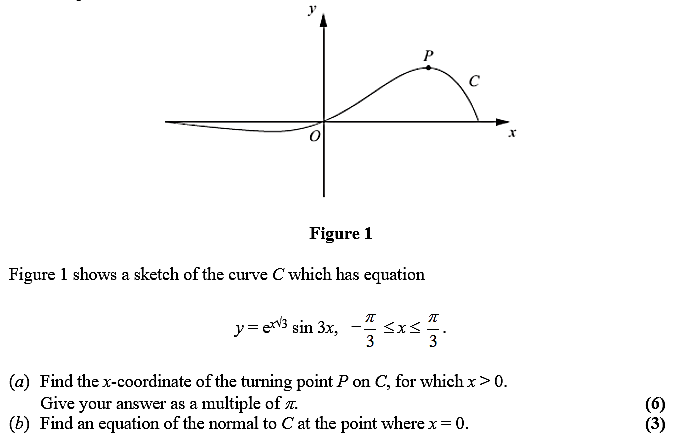 y
P
C
O
x
Figure 1
Figure 1 shows a sketch of the curve C which has equation
y = e^{x√3} sin 3x, −π/3 ≤ x ≤ π/3.
(a) Find the x-coordinate of the turning point P on C, for which x > 0.
Give your answer as a multiple of π.
(6)
(b) Find an equation of the normal to C at the point where x = 0.
(3)